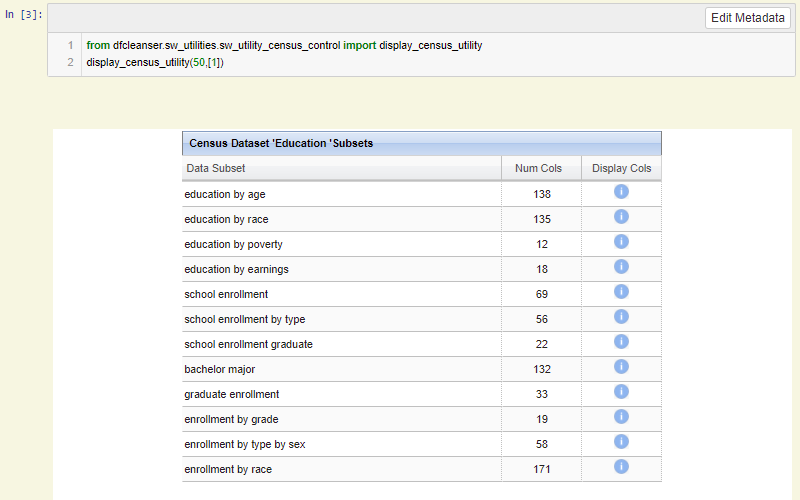 In [3]:
Edit Metadata
1 from dfcleanser.sw_utilities.sw_utility_census_control import display_census_utility
2 display_census_utility(50,[1])
Census Dataset 'Education 'Subsets
Data Subset Num Cols Display Cols
education by age 138 i
education by race 135 i
education by poverty 12 i
education by earnings 18 i
school enrollment 69 i
school enrollment by type 56 i
school enrollment graduate 22 i
bachelor major 132 i
graduate enrollment 33 i
enrollment by grade 19 i
enrollment by type by sex 58 i
enrollment by race 171 i